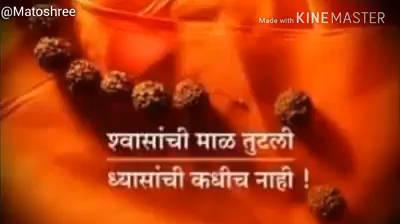 @Matoshree
Made with KINEMASTER
श्वासांची माळ तुटली
ध्यासांची कधीच नाही !